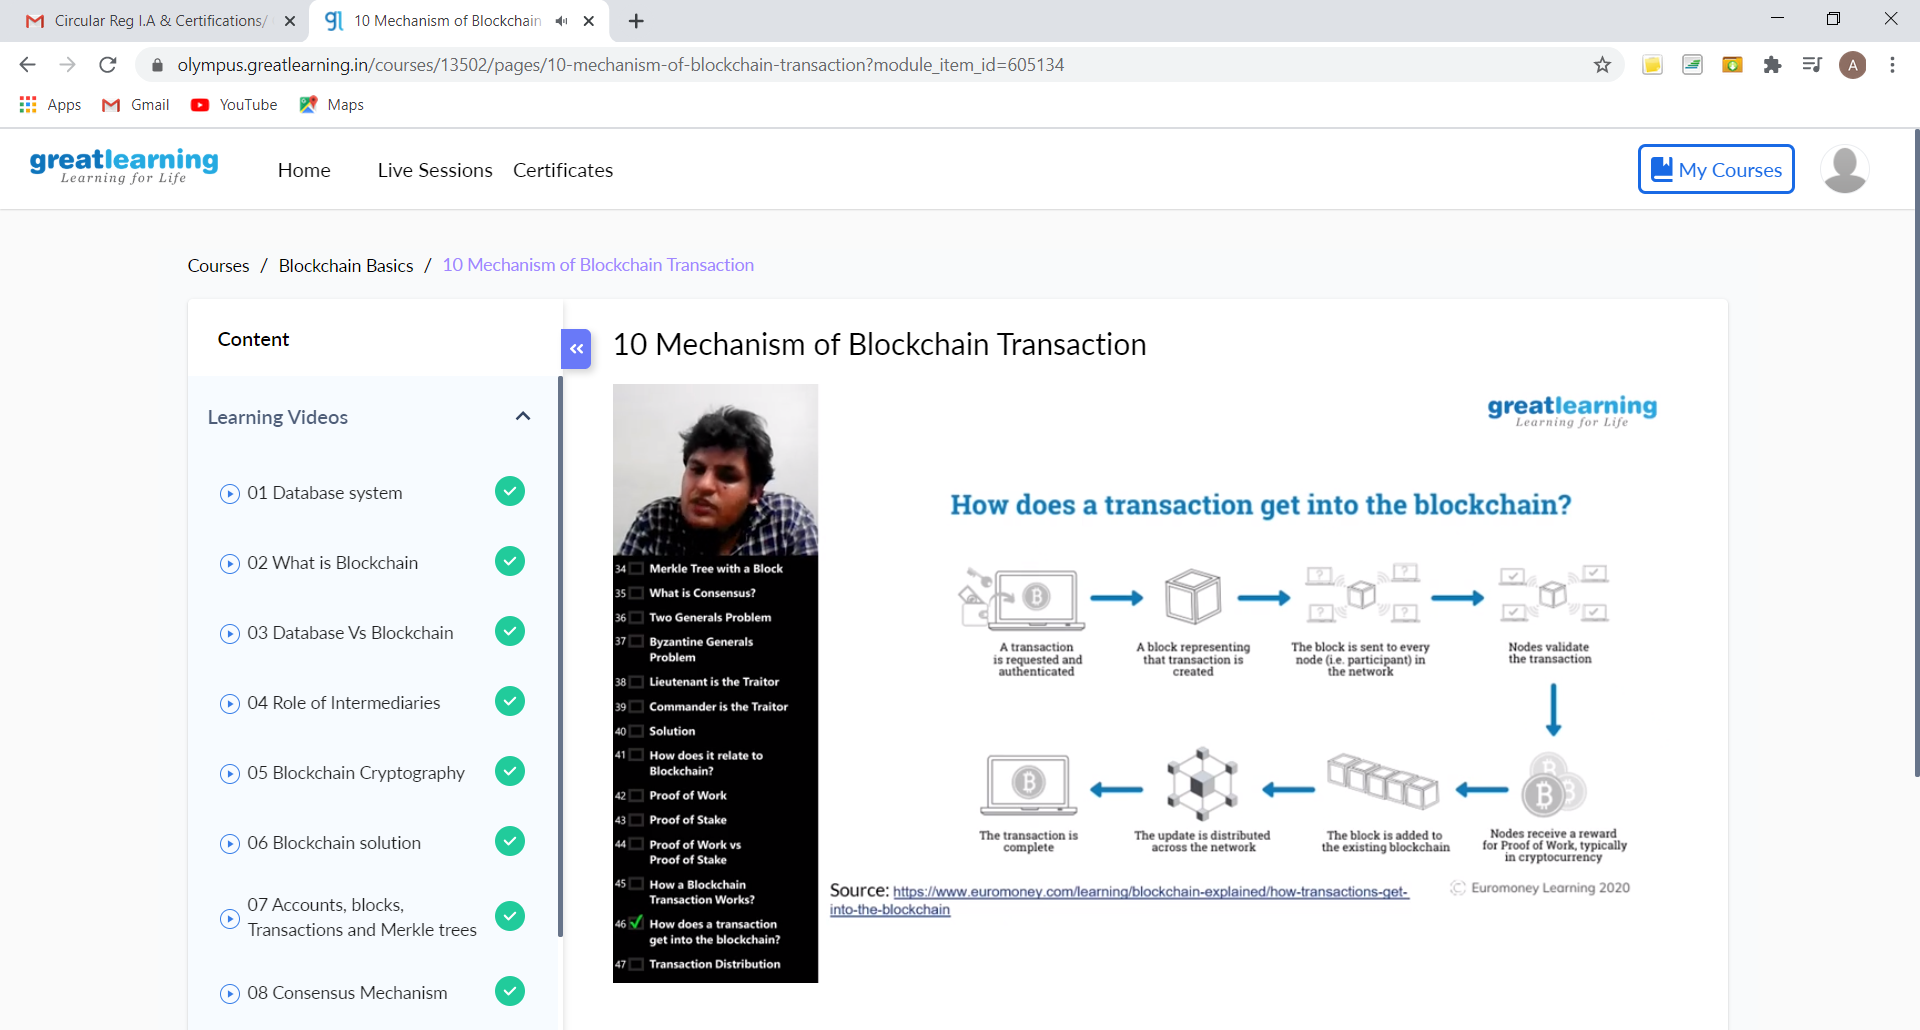 Circular Reg I.A & Certifications/
10 Mechanism of Blockchain
olympus.greatlearning.in/courses/13502/pages/10-mechanism-of-blockchain-transaction?module_item_id=605134
A
Apps Gmail YouTube Maps
greatlearning
Learning for Life
Home Live Sessions Certificates
My Courses
Courses / Blockchain Basics / 10 Mechanism of Blockchain Transaction
Content
Learning Videos
01 Database system
02 What is Blockchain
03 Database Vs Blockchain
04 Role of Intermediaries
05 Blockchain Cryptography
06 Blockchain solution
07 Accounts, blocks,
Transactions and Merkle trees
08 Consensus Mechanism
10 Mechanism of Blockchain Transaction
34 Merkle Tree with a Block
35 What is Consensus?
36 Two Generals Problem
37 Byzantine Generals
Problem
38 Lieutenant is the Traitor
39 Commander is the Traitor
40 Solution
41 How does it relate to
Blockchain?
42 Proof of Work
43 Proof of Stake
44 Proof of Work vs
Proof of Stake
45 How a Blockchain
Transaction Works?
46 How does a transaction
get into the blockchain?
47 Transaction Distribution
greatlearning
Learning for Life
How does a transaction get into the blockchain?
A transaction
is requested and
authenticated
A block representing
that transaction is
created
The block is sent to every
node (i.e. participant) in
the network
Nodes validate
the transaction
Nodes receive a reward
for Proof of Work, typically
in cryptocurrency
The block is added to
the existing blockchain
The update is distributed
across the network
The transaction is
complete
Source: https://www.euromoney.com/learning/blockchain-explained/how-transactions-get-
into-the-blockchain
© Euromoney Learning 2020